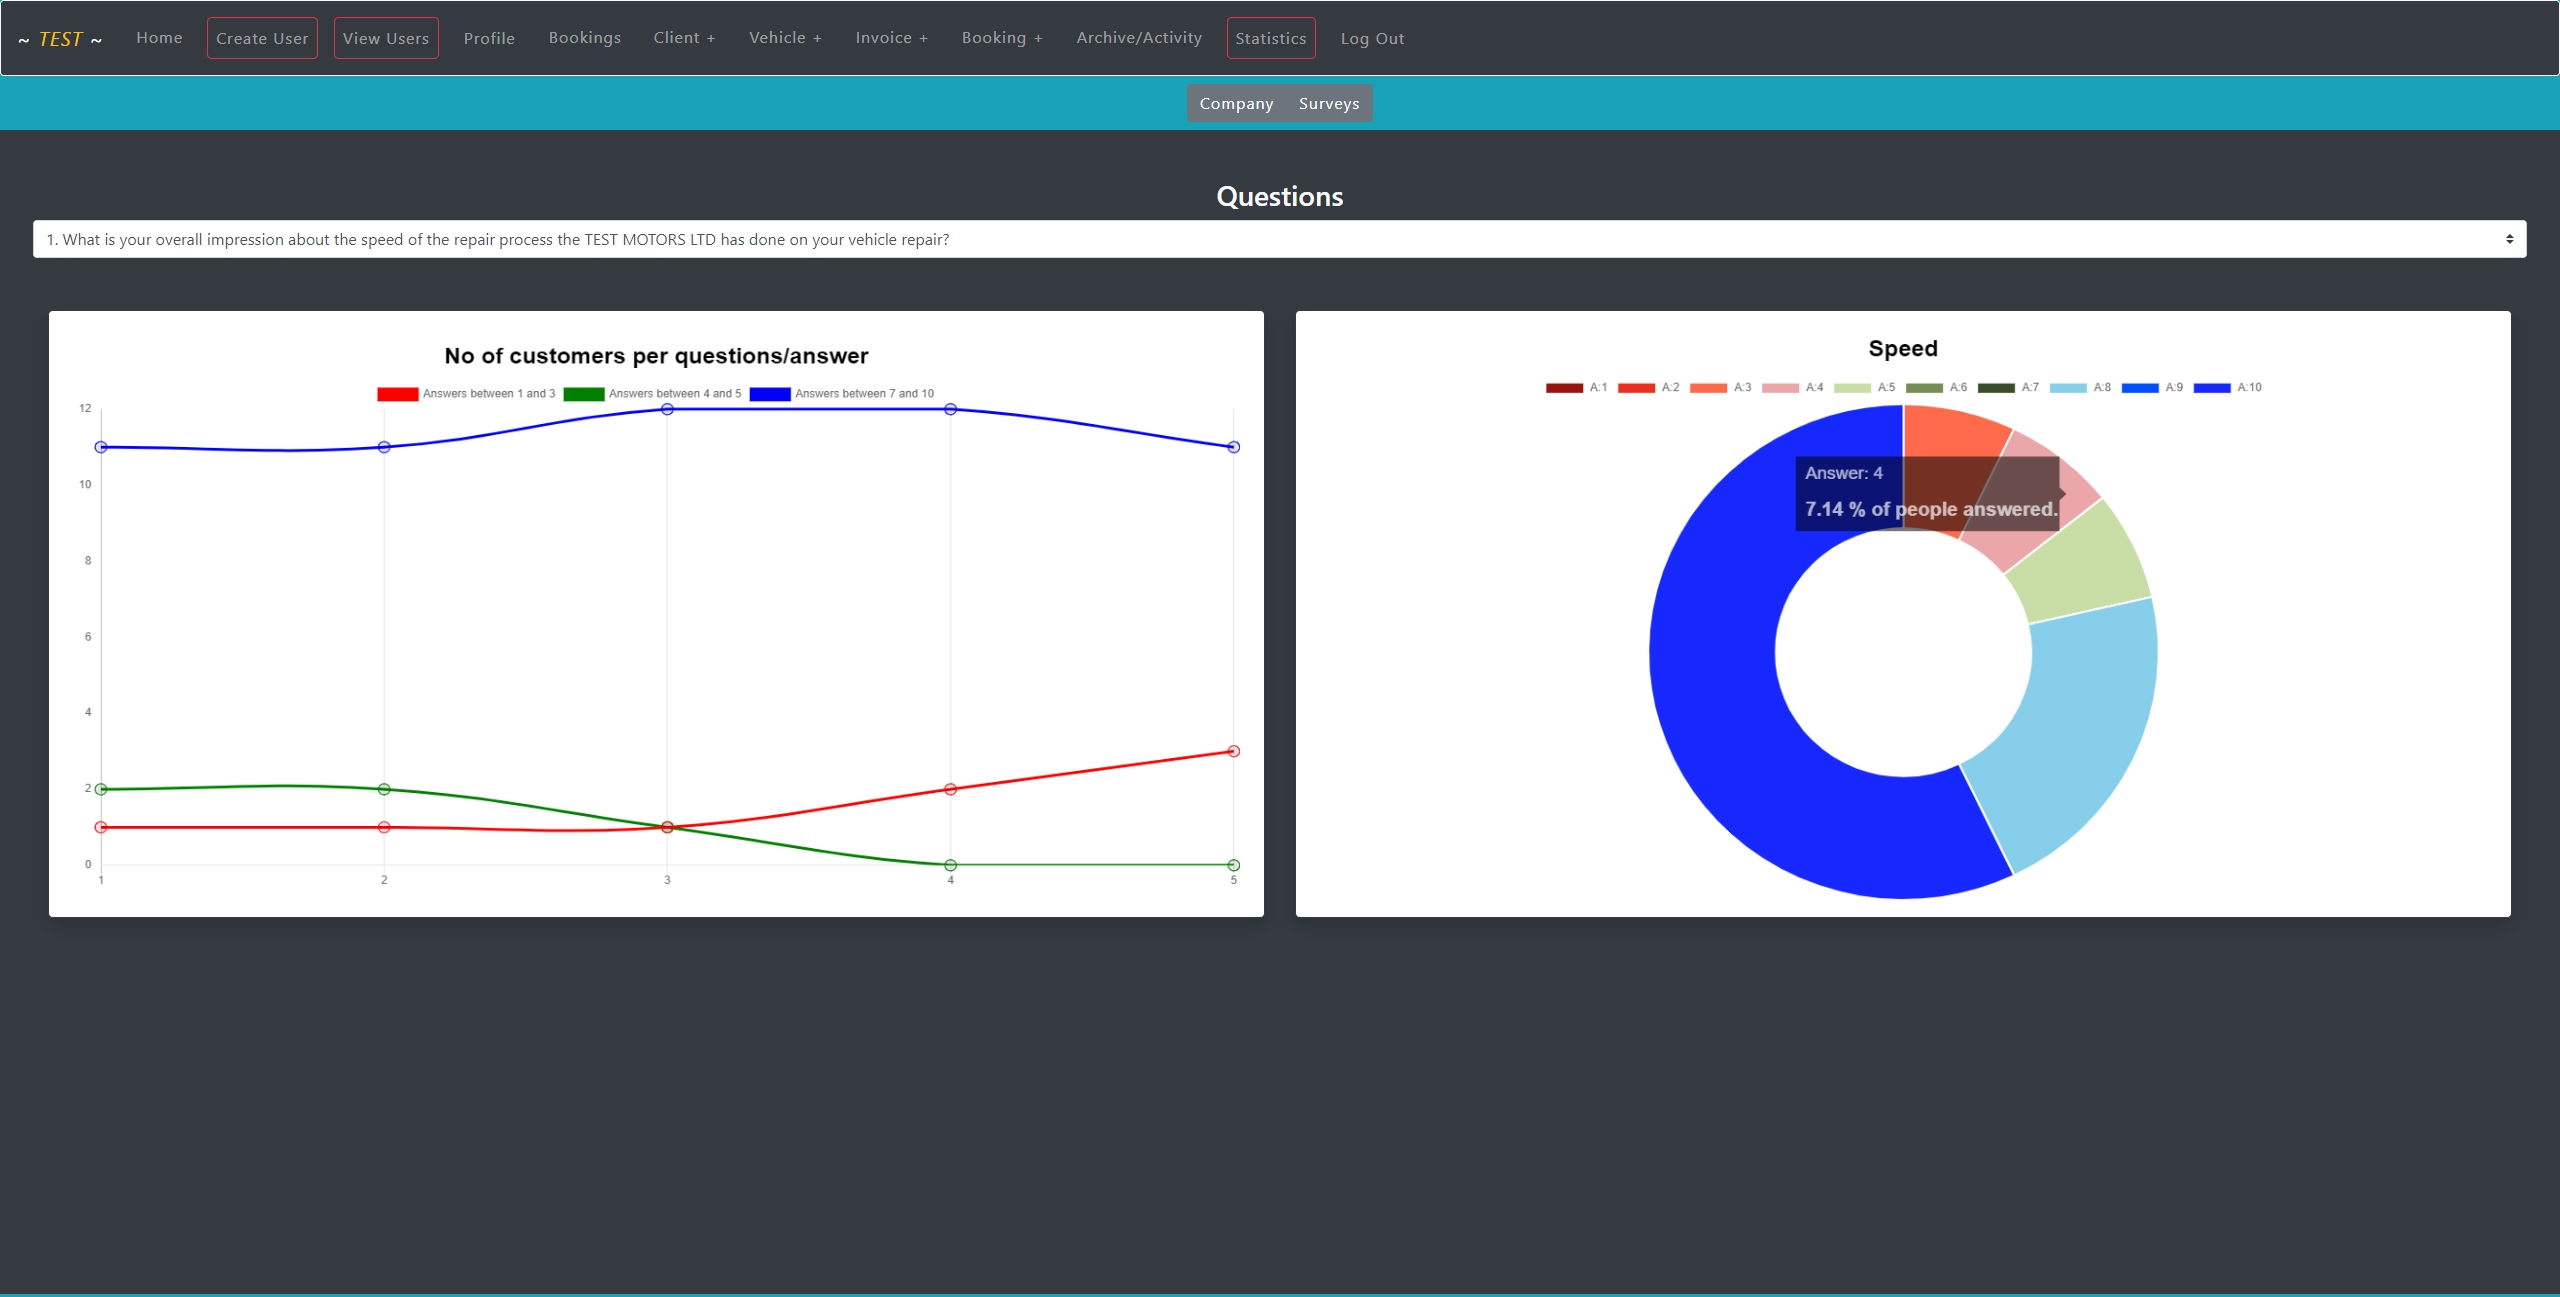 ~ TEST ~ Home Create User View Users Profile Bookings Client + Vehicle + Invoice + Booking + Archive/Activity Statistics Log Out
Company Surveys
Questions
1. What is your overall impression about the speed of the repair process the TEST MOTORS LTD has done on your vehicle repair?
No of customers per questions/answer
Answers between 1 and 3 Answers between 4 and 5 Answers between 7 and 10
12
10
8
6
4
2
0
1 2 3 4 5
Speed
A:1 A:2 A:3 A:4 A:5 A:6 A:7 A:8 A:9 A:10
Answer: 4
7.14 % of people answered.